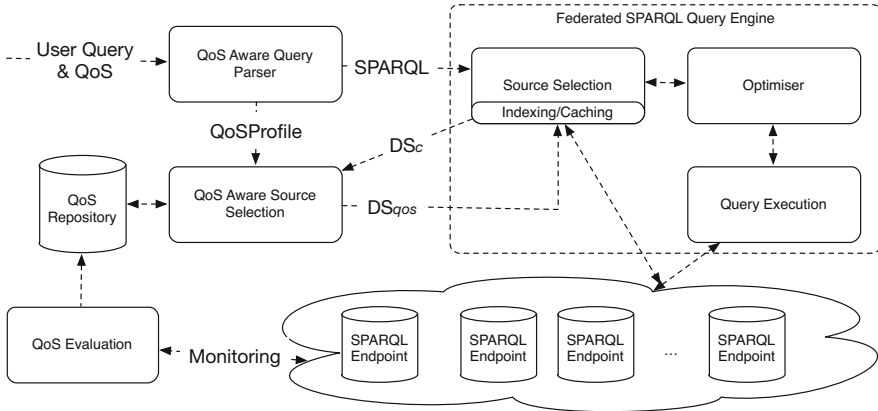 Federated SPARQL Query Engine
User Query
& QoS
QoS Aware Query
Parser
SPARQL
Source Selection
Indexing/Caching
Optimiser
QoSProfile
DSc
QoS
Repository
QoS Aware Source
Selection
DSqos
Query Execution
QoS Evaluation
Monitoring
SPARQL
Endpoint
SPARQL
Endpoint
SPARQL
Endpoint
...
SPARQL
Endpoint